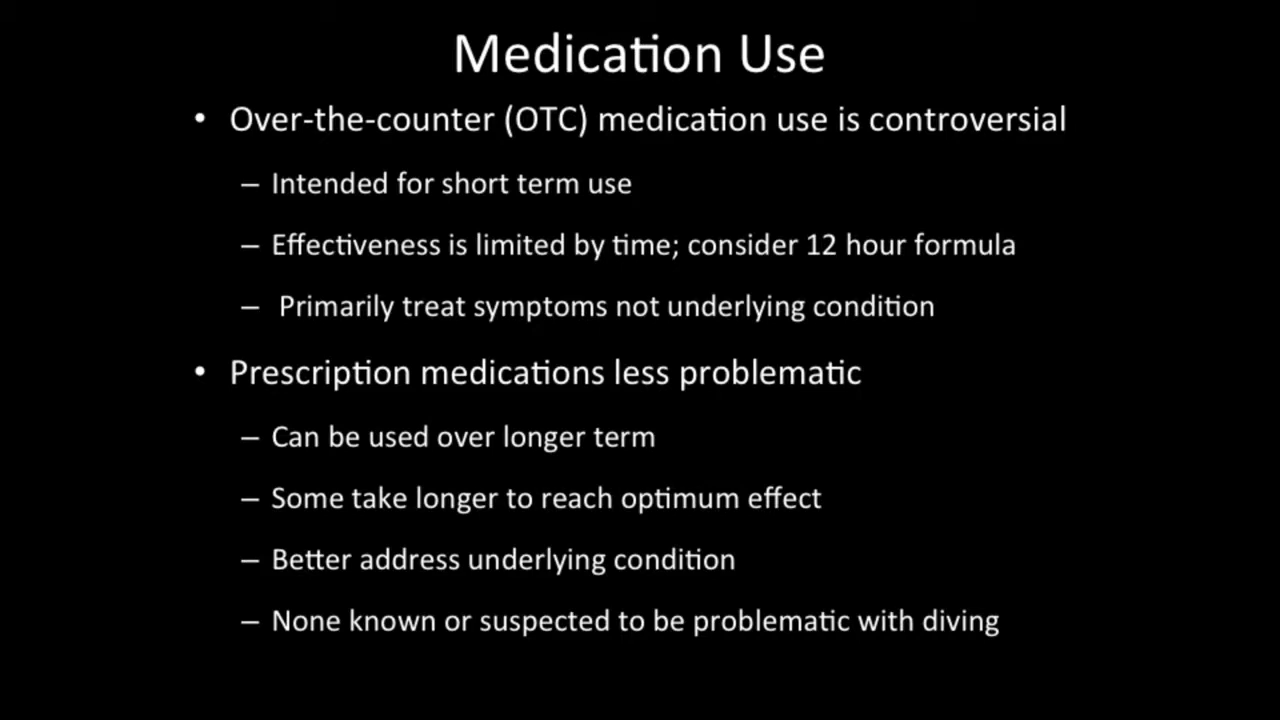 Medication Use
• Over-the-counter (OTC) medication use is controversial
– Intended for short term use
– Effectiveness is limited by time; consider 12 hour formula
– Primarily treat symptoms not underlying condition
• Prescription medications less problematic
– Can be used over longer term
– Some take longer to reach optimum effect
– Better address underlying condition
– None known or suspected to be problematic with diving